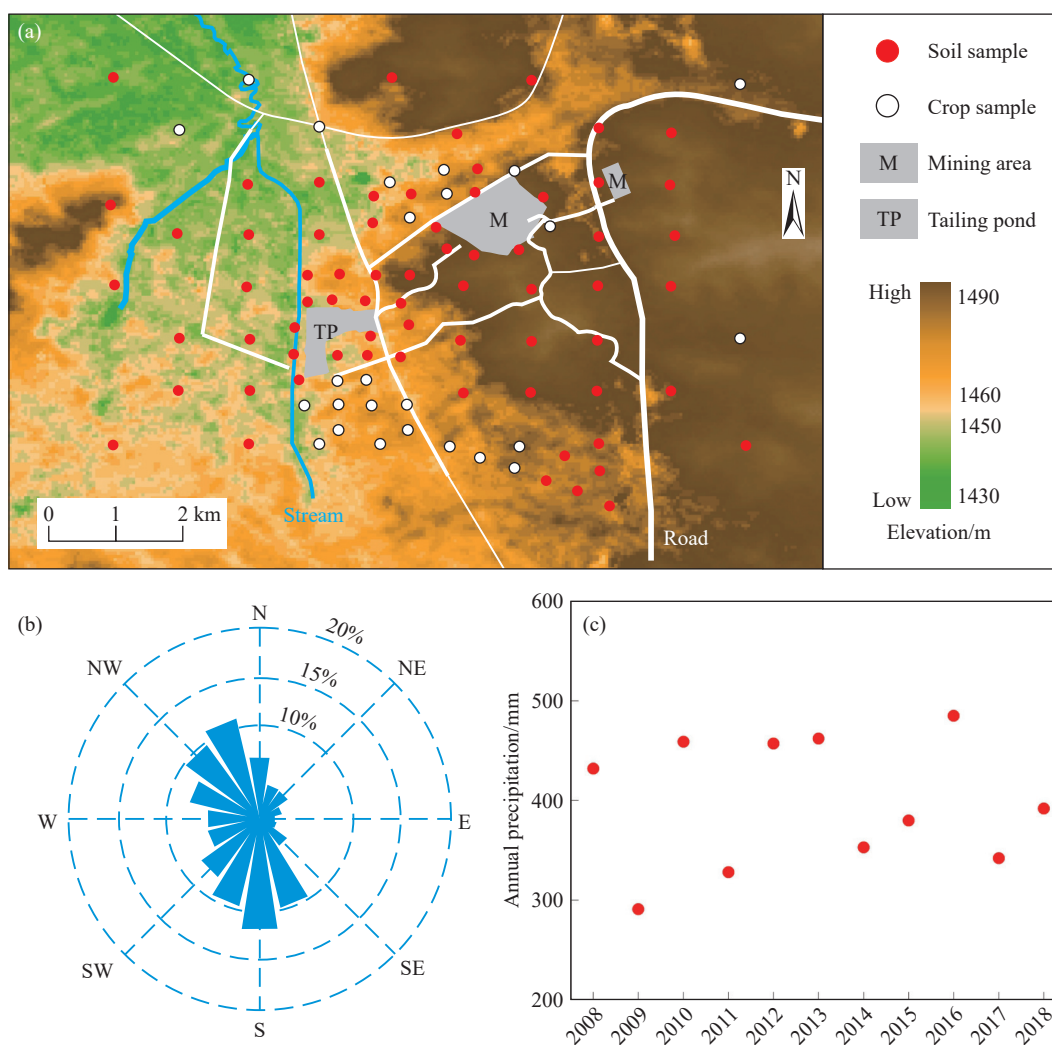 (a)
Soil sample
Crop sample
M
Mining area
TP
Tailing pond
N
M
M
TP
High
1490
1460
1450
Low
1430
Elevation/m
0 1 2 km
Stream
Road
(b)
N
20%
NW
NE
15%
10%
W
E
SW
SE
S
(c)
600
500
400
300
200
Annual precipitation/mm
2008 2009 2010 2011 2012 2013 2014 2015 2016 2017 2018